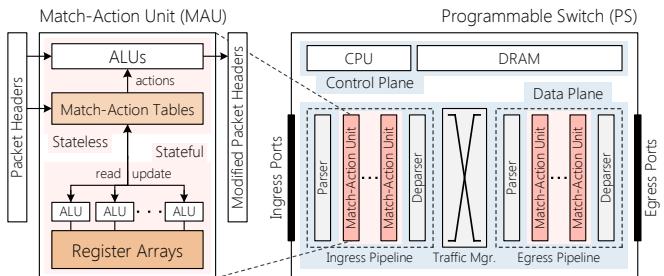 Match-Action Unit (MAU)
Packet Headers
ALUs
actions
Match-Action Tables
Stateless
Stateful
read update
ALU
ALU
· · ·
ALU
Register Arrays
Modified Packet Headers
Programmable Switch (PS)
CPU
DRAM
Control Plane
Data Plane
Ingress Ports
Parser
Match-Action Unit
···
Match-Action Unit
Deparser
Ingress Pipeline
Traffic Mgr.
Parser
Match-Action Unit
···
Match-Action Unit
Deparser
Egress Pipeline
Egress Ports